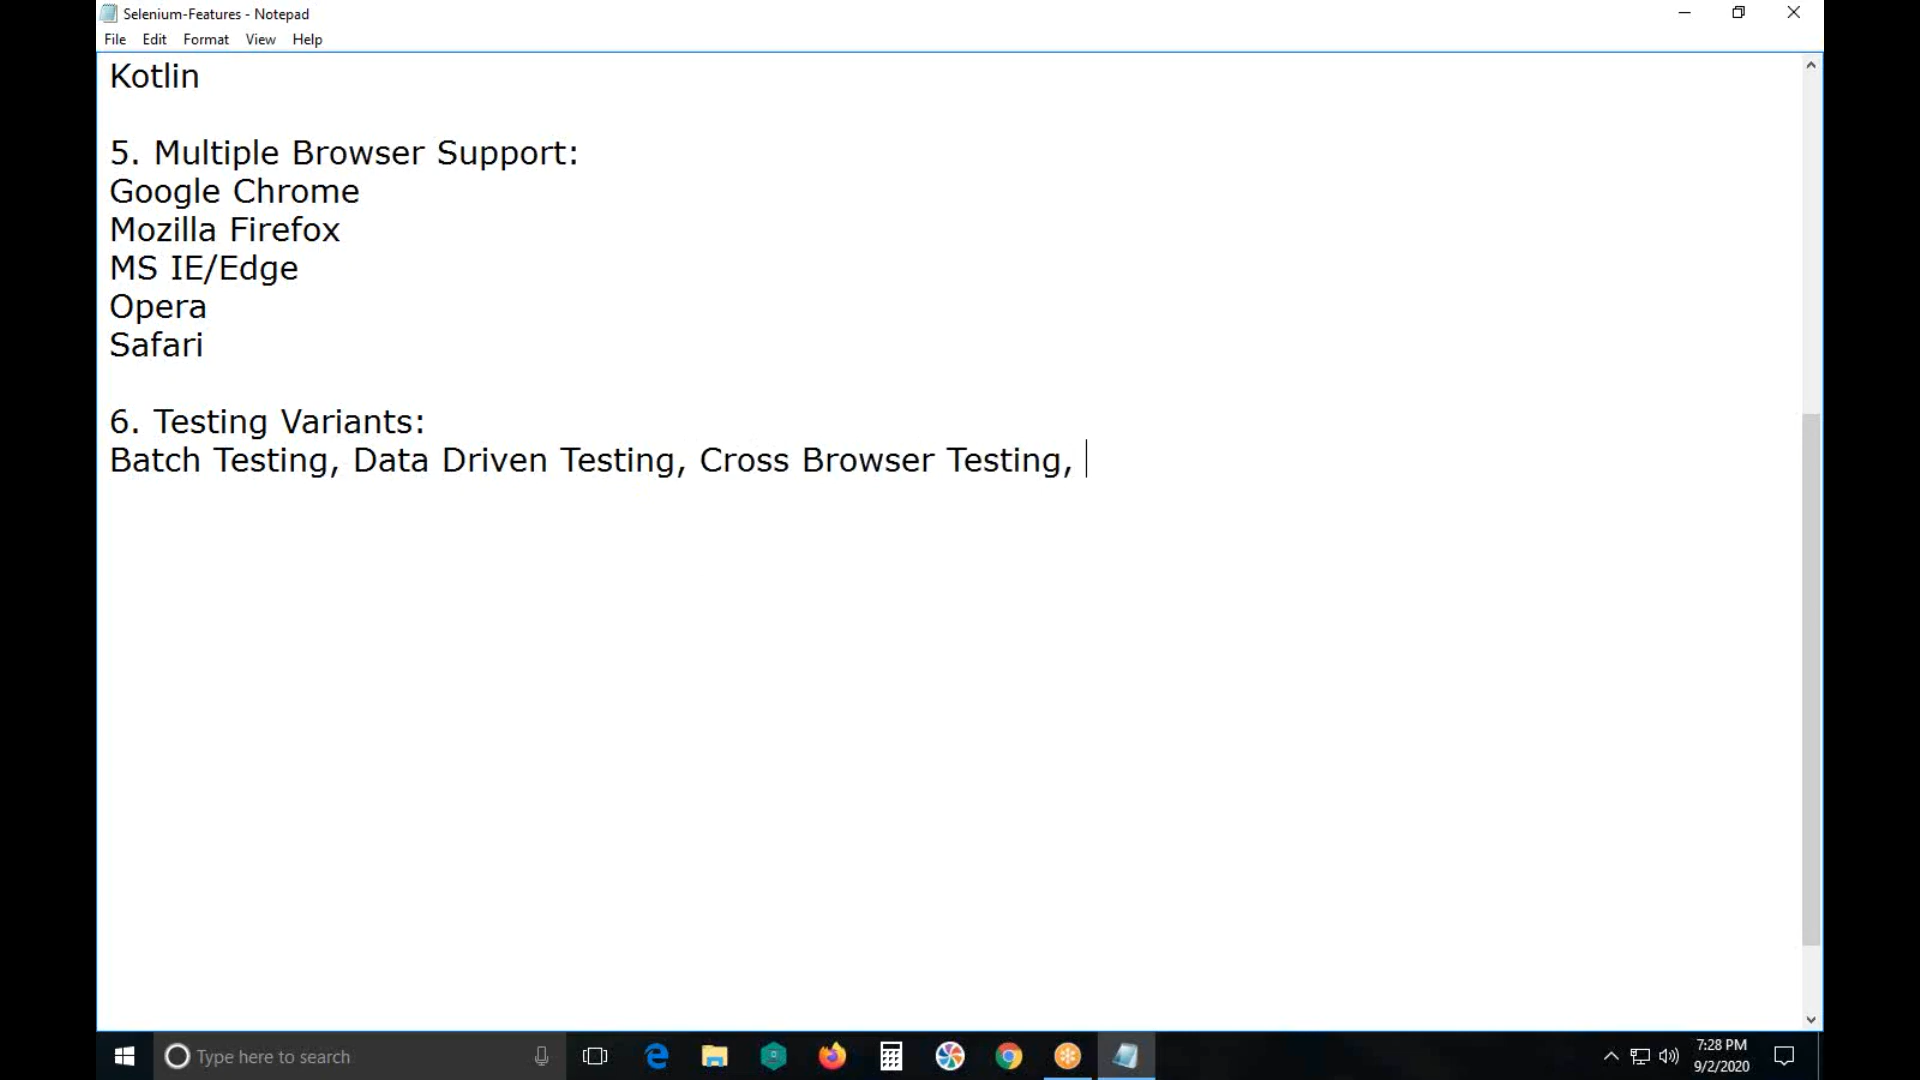 Selenium-Features - Notepad
File Edit Format View Help
Kotlin
5. Multiple Browser Support:
Google Chrome
Mozilla Firefox
MS IE/Edge
Opera
Safari
6. Testing Variants:
Batch Testing, Data Driven Testing, Cross Browser Testing,
Type here to search
7:28 PM
9/2/2020